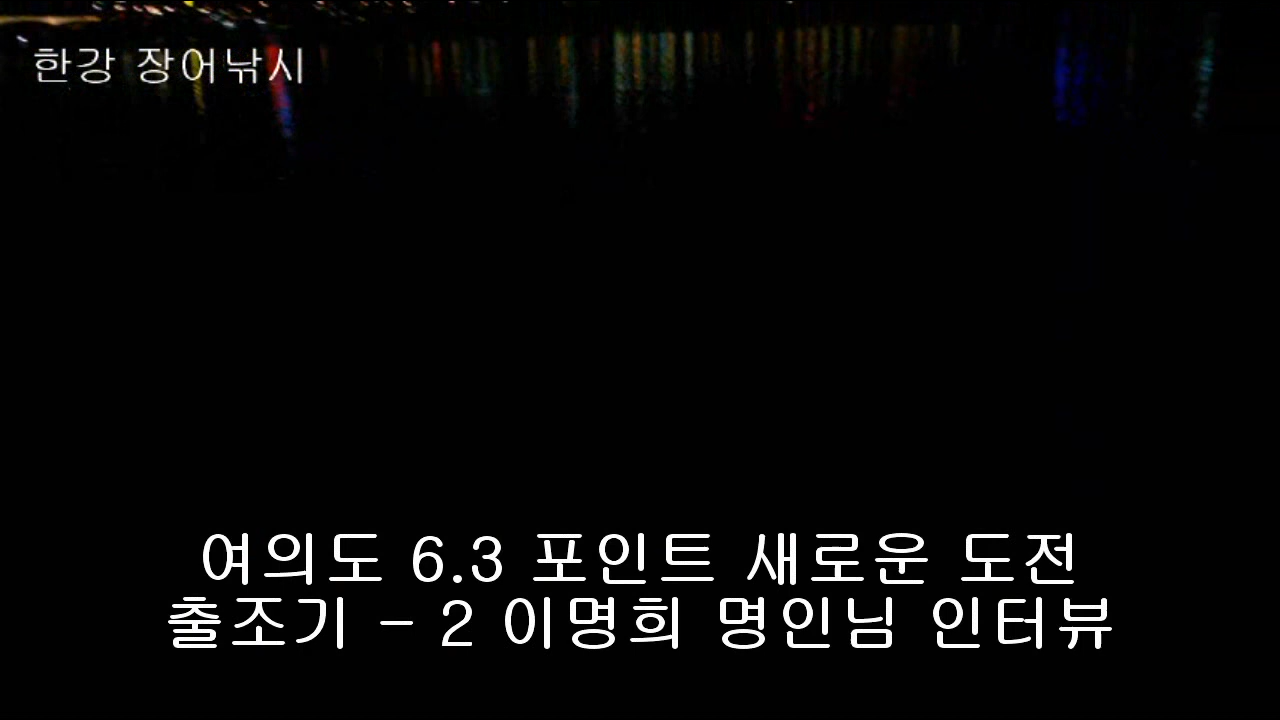 한강 장어낚시
여의도 6.3 포인트 새로운 도전
출조기 - 2 이명희 명인님 인터뷰